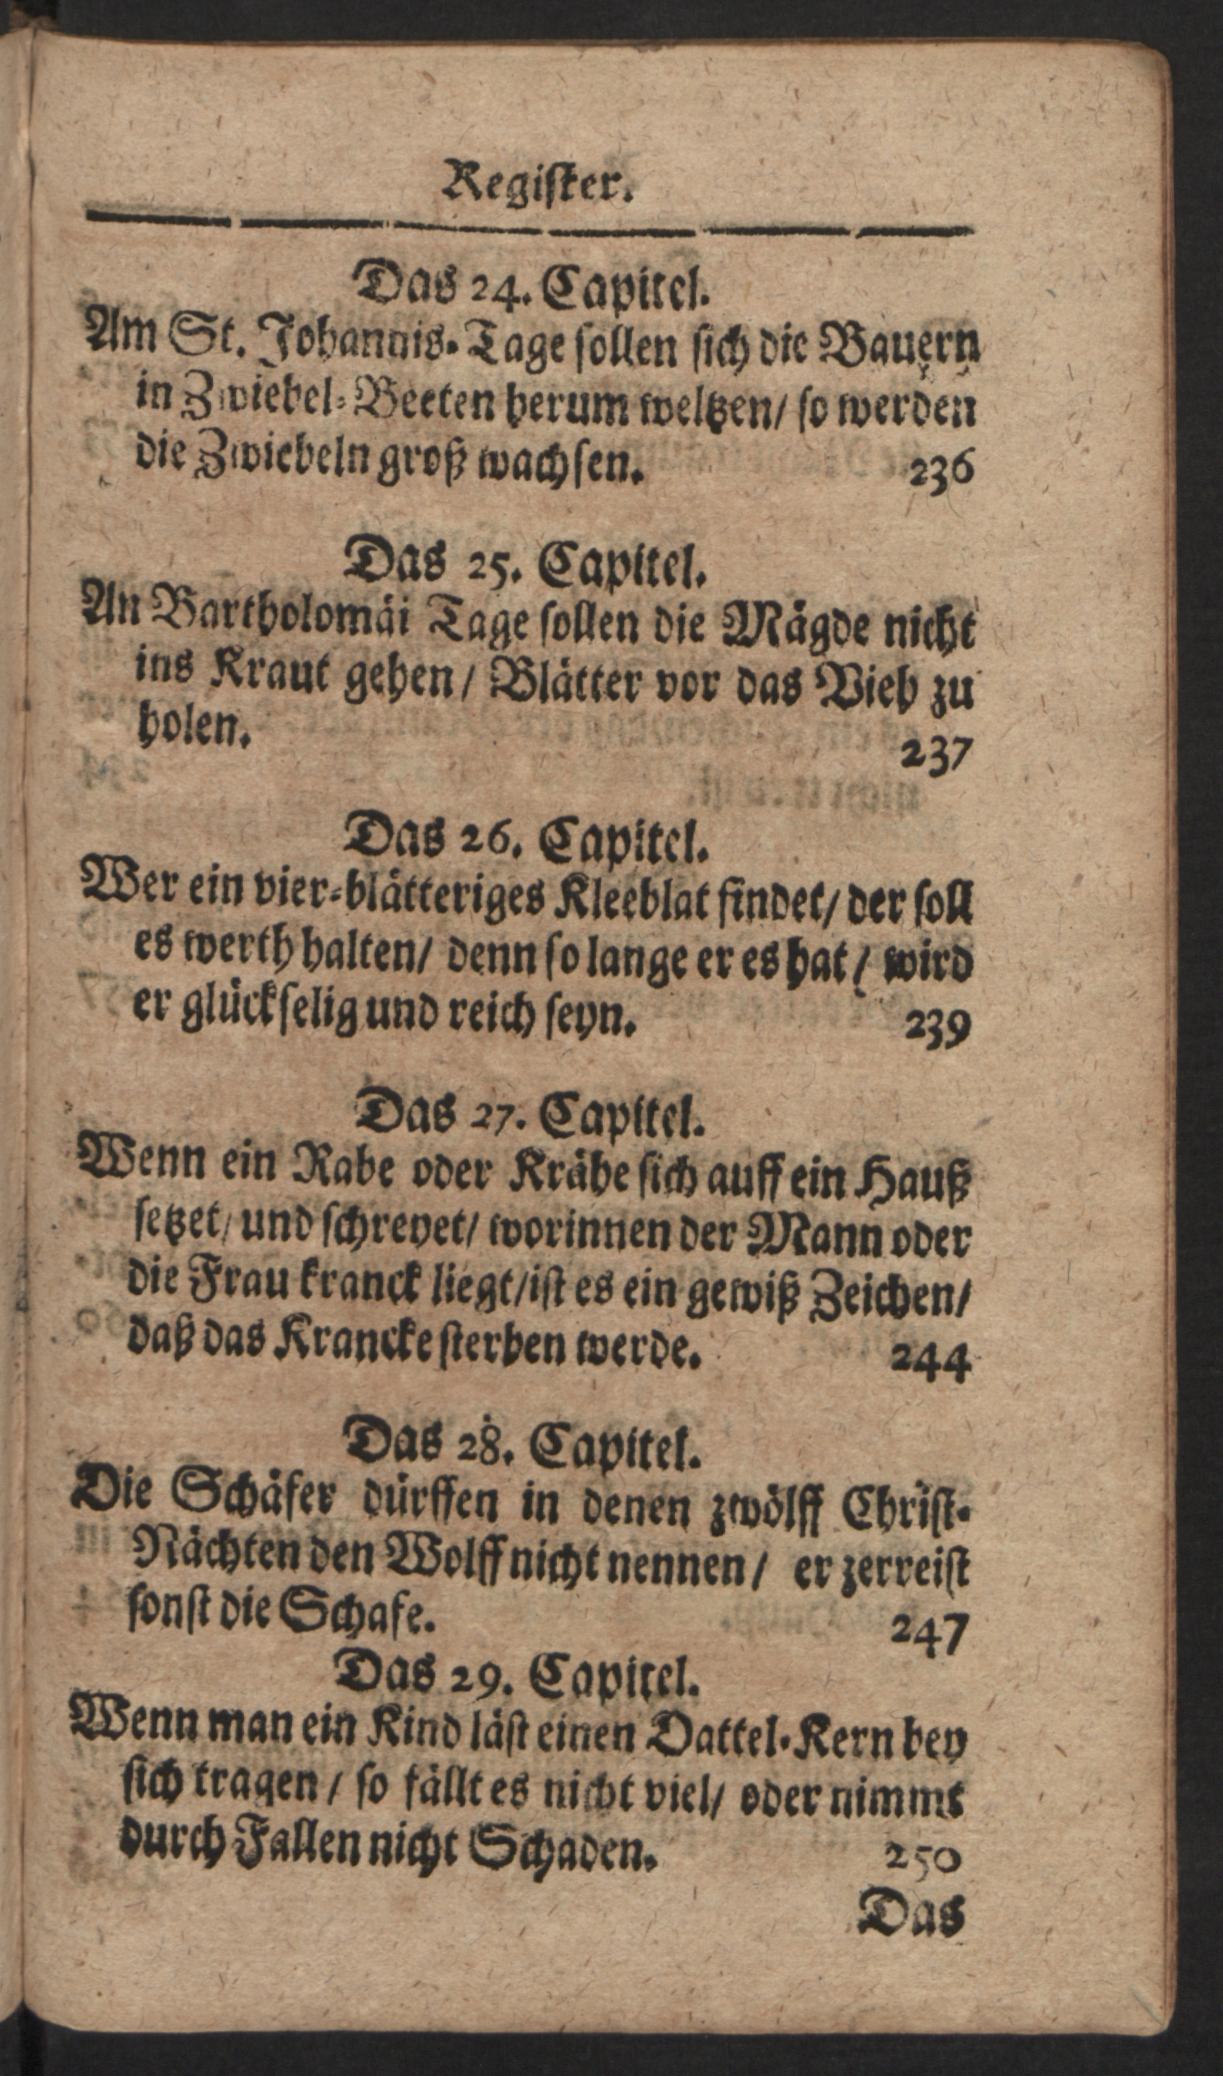 Register.
Das 24. Capitel.
Am St. Johannis-Tage sollen sich die Bauern
in Zwiebel-Beeten herum weltzen/ so werden
die Zwiebeln groß wachsen. 236
Das 25. Capitel.
An Bartholomäi Tage sollen die Mägde nicht
ins Kraut gehen/ Blätter vor das Vieh zu
holen. 237
Das 26. Capitel.
Wer ein vier-blätteriges Kleeblat findet/ der soll
es werth halten/ denn so lange er es hat/ wird
er glückselig und reich seyn. 239
Das 27. Capitel.
Wenn ein Rabe oder Krähe sich auff ein Hauß
setzet/ und schreyet/ worinnen der Mann oder
die Frau kranck liegt/ ist es ein gewiß Zeichen/
daß das Krancke sterben werde. 244
Das 28. Capitel.
Die Schäfer dürffen in denen zwölff Christ-
Nächten den Wolff nicht nennen/ er zerreist
sonst die Schafe. 247
Das 29. Capitel.
Wenn man ein Kind läst einen Dattel-Kern bey
sich tragen/ so fällt es nicht viel/ oder nimmt
durch Fallen nicht Schaden. 250
Das